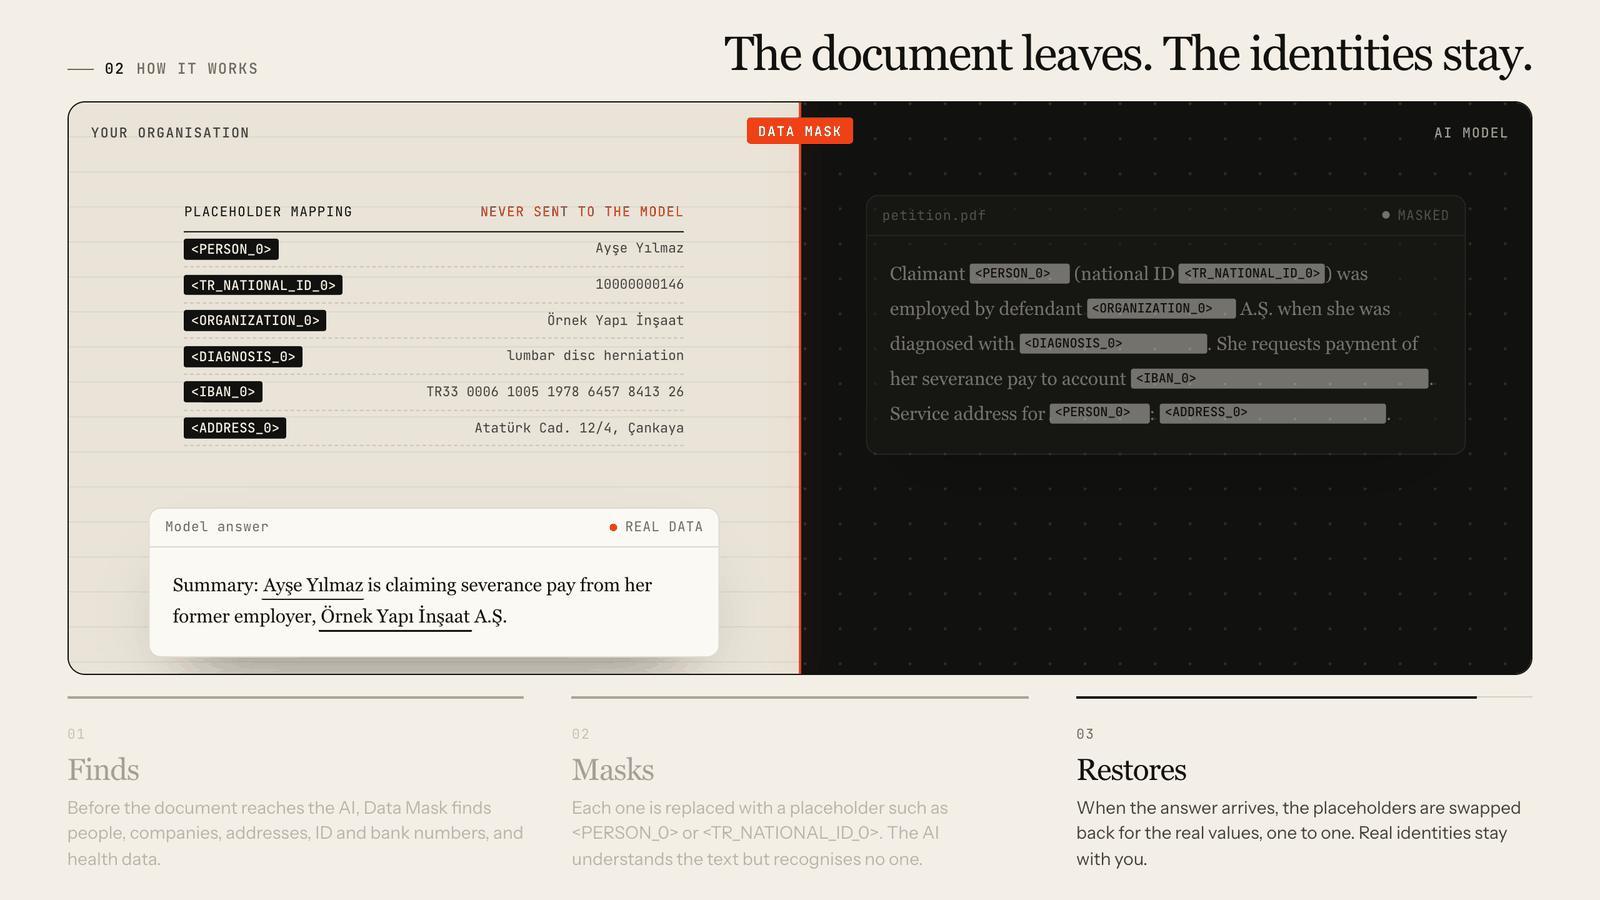 02 HOW IT WORKS
The document leaves. The identities stay.
YOUR ORGANISATION
DATA MASK
AI MODEL
PLACEHOLDER MAPPING NEVER SENT TO THE MODEL
<PERSON_0> Ayşe Yılmaz
<TR_NATIONAL_ID_0> 10000000146
<ORGANIZATION_0> Örnek Yapı İnşaat
<DIAGNOSIS_0> lumbar disc herniation
<IBAN_0> TR33 0006 1005 1978 6457 8413 26
<ADDRESS_0> Atatürk Cad. 12/4, Çankaya
petition.pdf MASKED
Claimant <PERSON_0> (national ID <TR_NATIONAL_ID_0>) was
employed by defendant <ORGANIZATION_0> A.Ş. when she was
diagnosed with <DIAGNOSIS_0>. She requests payment of
her severance pay to account <IBAN_0>.
Service address for <PERSON_0>: <ADDRESS_0>.
Model answer REAL DATA
Summary: Ayşe Yılmaz is claiming severance pay from her
former employer, Örnek Yapı İnşaat A.Ş.
01
Finds
Before the document reaches the AI, Data Mask finds
people, companies, addresses, ID and bank numbers, and
health data.
02
Masks
Each one is replaced with a placeholder such as
<PERSON_0> or <TR_NATIONAL_ID_0>. The AI
understands the text but recognises no one.
03
Restores
When the answer arrives, the placeholders are swapped
back for the real values, one to one. Real identities stay
with you.